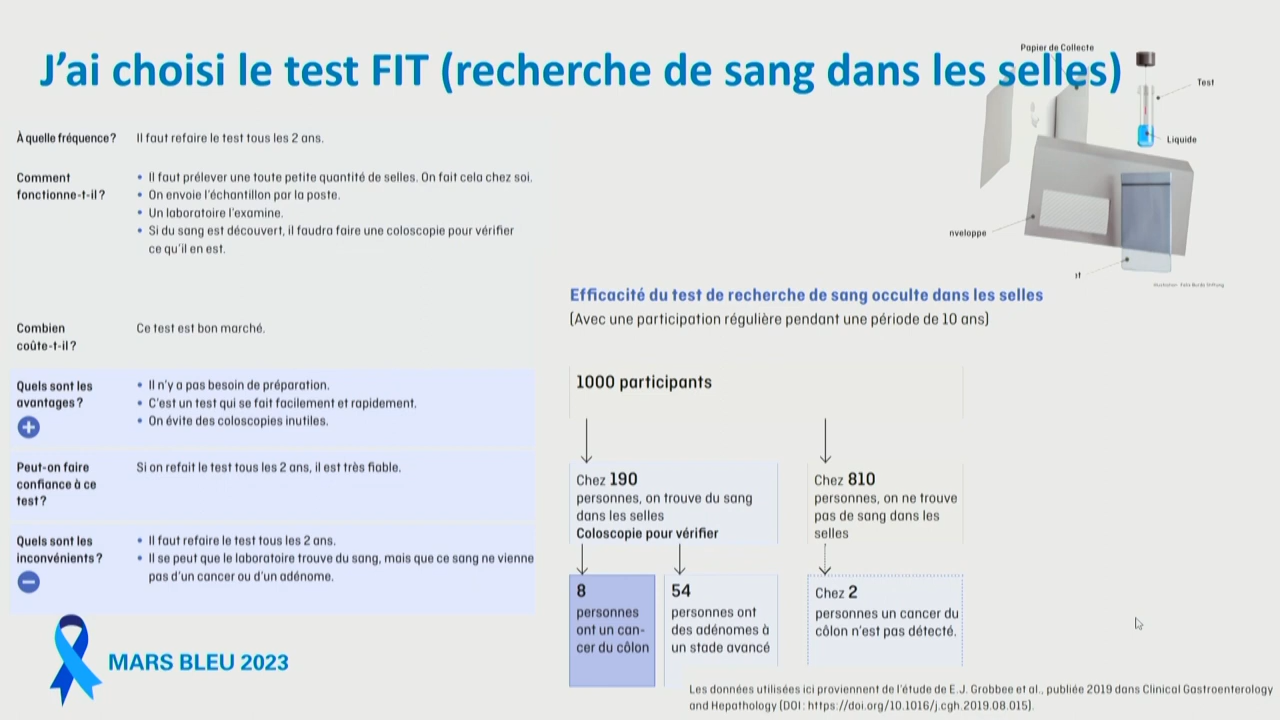 J’ai choisi le test FIT (recherche de sang dans les selles)
Papier de Collecte
Test
Liquide
nveloppe
À quelle fréquence?
Il faut refaire le test tous les 2 ans.
Comment
fonctionne-t-il?
• Il faut prélever une toute petite quantité de selles. On fait cela chez soi.
• On envoie l’échantillon par la poste.
• Un laboratoire l’examine.
• Si du sang est découvert, il faudra faire une coloscopie pour vérifier
ce qu’il en est.
Combien
coûte-t-il?
Ce test est bon marché.
Quels sont les
avantages?
• Il n’y a pas besoin de préparation.
• C’est un test qui se fait facilement et rapidement.
• On évite des coloscopies inutiles.
Peut-on faire
confiance à ce
test?
Si on refait le test tous les 2 ans, il est très fiable.
Quels sont les
inconvénients?
• Il faut refaire le test tous les 2 ans.
• Il se peut que le laboratoire trouve du sang, mais que ce sang ne vienne
pas d’un cancer ou d’un adénome.
MARS BLEU 2023
Efficacité du test de recherche de sang occulte dans les selles
(Avec une participation régulière pendant une période de 10 ans)
1000 participants
Chez 190
personnes, on trouve du sang
dans les selles
Coloscopie pour vérifier
Chez 810
personnes, on ne trouve
pas de sang dans les
selles
8
personnes
ont un can-
cer du côlon
54
personnes ont
des adénomes à
un stade avancé
Chez 2
personnes un cancer du
côlon n’est pas détecté.
Les données utilisées ici proviennent de l’étude de E.J. Grobbee et al., publiée 2019 dans Clinical Gastroenterology
and Hepathology (DOI: https://doi.org/10.1016/j.cgh.2019.08.015).